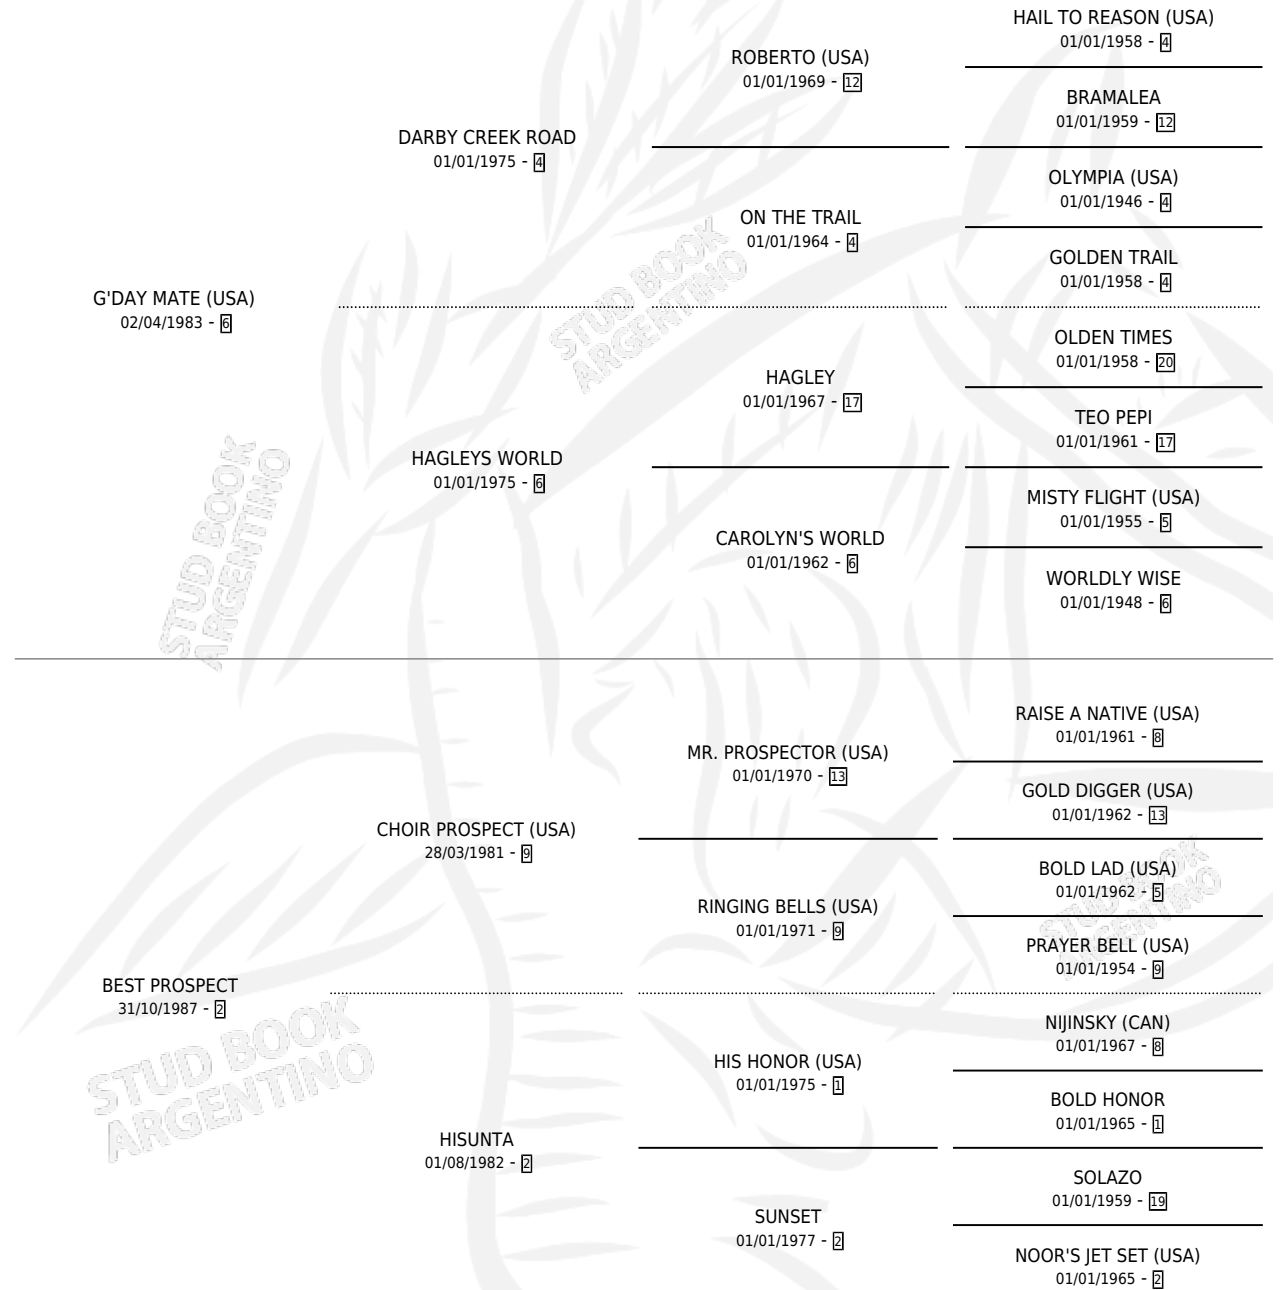 HAIL TO REASON (USA)
01/01/1958 - 4
ROBERTO (USA)
01/01/1969 - 12
BRAMALEA
01/01/1959 - 12
DARBY CREEK ROAD
01/01/1975 - 4
OLYMPIA (USA)
01/01/1946 - 4
ON THE TRAIL
01/01/1964 - 4
GOLDEN TRAIL
01/01/1958 - 4
G'DAY MATE (USA)
02/04/1983 - 6
OLDEN TIMES
01/01/1958 - 20
HAGLEY
01/01/1967 - 17
TEO PEPI
01/01/1961 - 17
HAGLEYS WORLD
01/01/1975 - 6
MISTY FLIGHT (USA)
01/01/1955 - 5
CAROLYN'S WORLD
01/01/1962 - 6
WORLDLY WISE
01/01/1948 - 6
STUD BOOK
ARGENTINO
STUD BOOK
ARGENTINO
RAISE A NATIVE (USA)
01/01/1961 - 8
MR. PROSPECTOR (USA)
01/01/1970 - 13
GOLD DIGGER (USA)
01/01/1962 - 13
CHOIR PROSPECT (USA)
28/03/1981 - 9
BOLD LAD (USA)
01/01/1962 - 5
RINGING BELLS (USA)
01/01/1971 - 9
PRAYER BELL (USA)
01/01/1954 - 9
BEST PROSPECT
31/10/1987 - 2
NIJINSKY (CAN)
01/01/1967 - 8
HIS HONOR (USA)
01/01/1975 - 1
BOLD HONOR
01/01/1965 - 1
HISUNTA
01/08/1982 - 2
SOLAZO
01/01/1959 - 19
SUNSET
01/01/1977 - 2
NOOR'S JET SET (USA)
01/01/1965 - 2
STUD BOOK
ARGENTINO
STUD BOOK
ARGENTINO